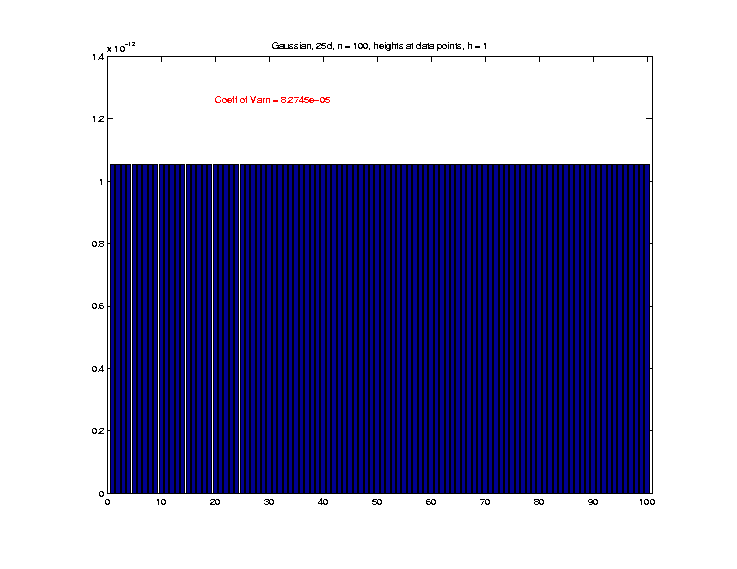 Gaussian, 25d, n = 100, heights at data points, h = 1
x 10^-12
Coeff of Varn = 8.2745e-05
1.4
1.2
1
0.8
0.6
0.4
0.2
0
0 10 20 30 40 50 60 70 80 90 100